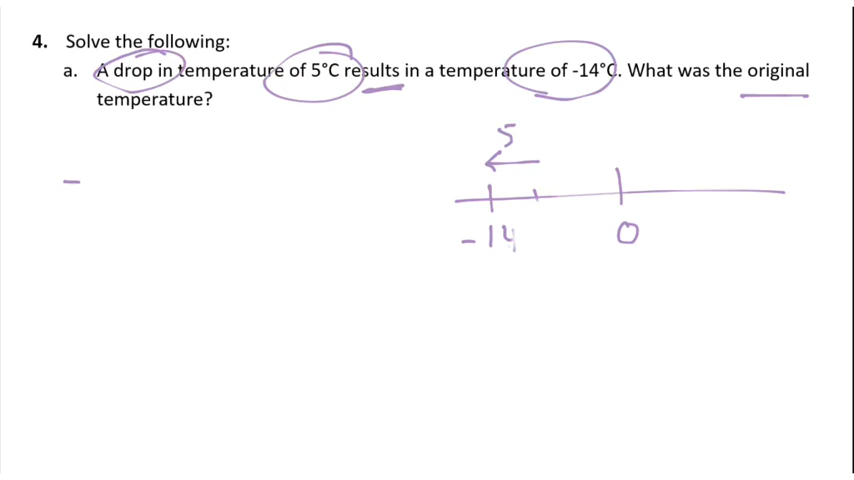 4. Solve the following:
a. A drop in temperature of 5°C results in a temperature of -14°C. What was the original
temperature?
5
-
-14
0